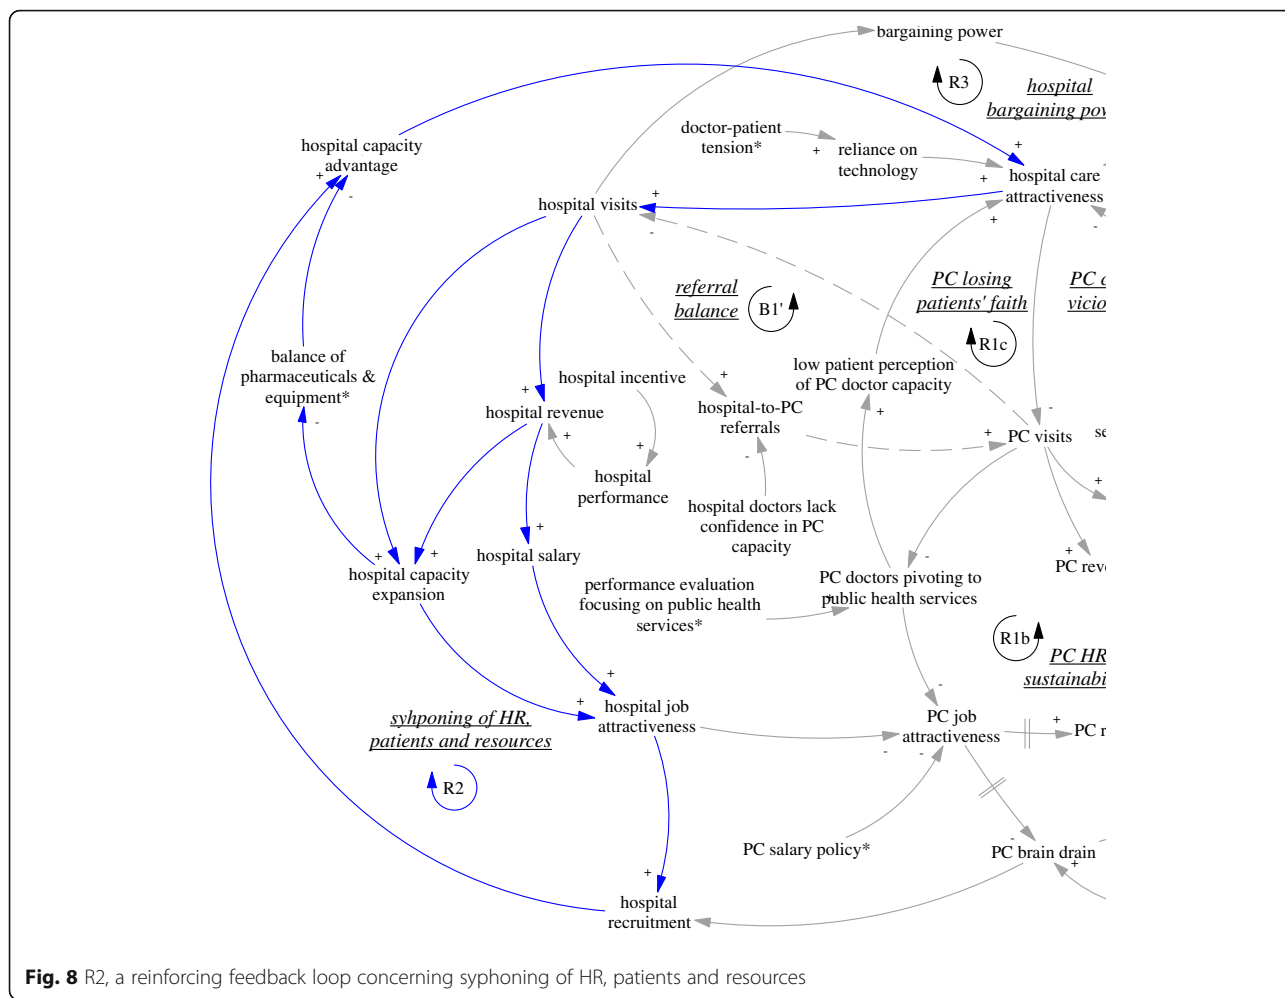 bargaining power
R3
hospital
bargaining pow
doctor-patient
tension*
+
reliance on
technology
hospital capacity
advantage
+
-
+
+
hospital care
attractiveness
+
-
hospital visits
+
-
referral
balance
B1'
PC losing
patients' faith
R1c
PC c
vicio
balance of
pharmaceuticals &
equipment*
-
hospital incentive
+
hospital revenue
+
+
hospital
performance
low patient perception
of PC doctor capacity
+
+
hospital-to-PC
referrals
-
+
-
PC visits
se
+
hospital doctors lack
confidence in PC
capacity
+
hospital salary
+
+
hospital capacity
expansion
performance evaluation
focusing on public health
services*
-
PC doctors pivoting to
public health services
+
+
PC reve
R1b
PC HR
sustainabi
syhponing of HR,
patients and resources
R2
+
+
hospital job
attractiveness
-
PC job
attractiveness
-
-
+
PC r
PC salary policy*
-
PC brain drain
+
+
hospital
recruitment
Fig. 8 R2, a reinforcing feedback loop concerning syphoning of HR, patients and resources